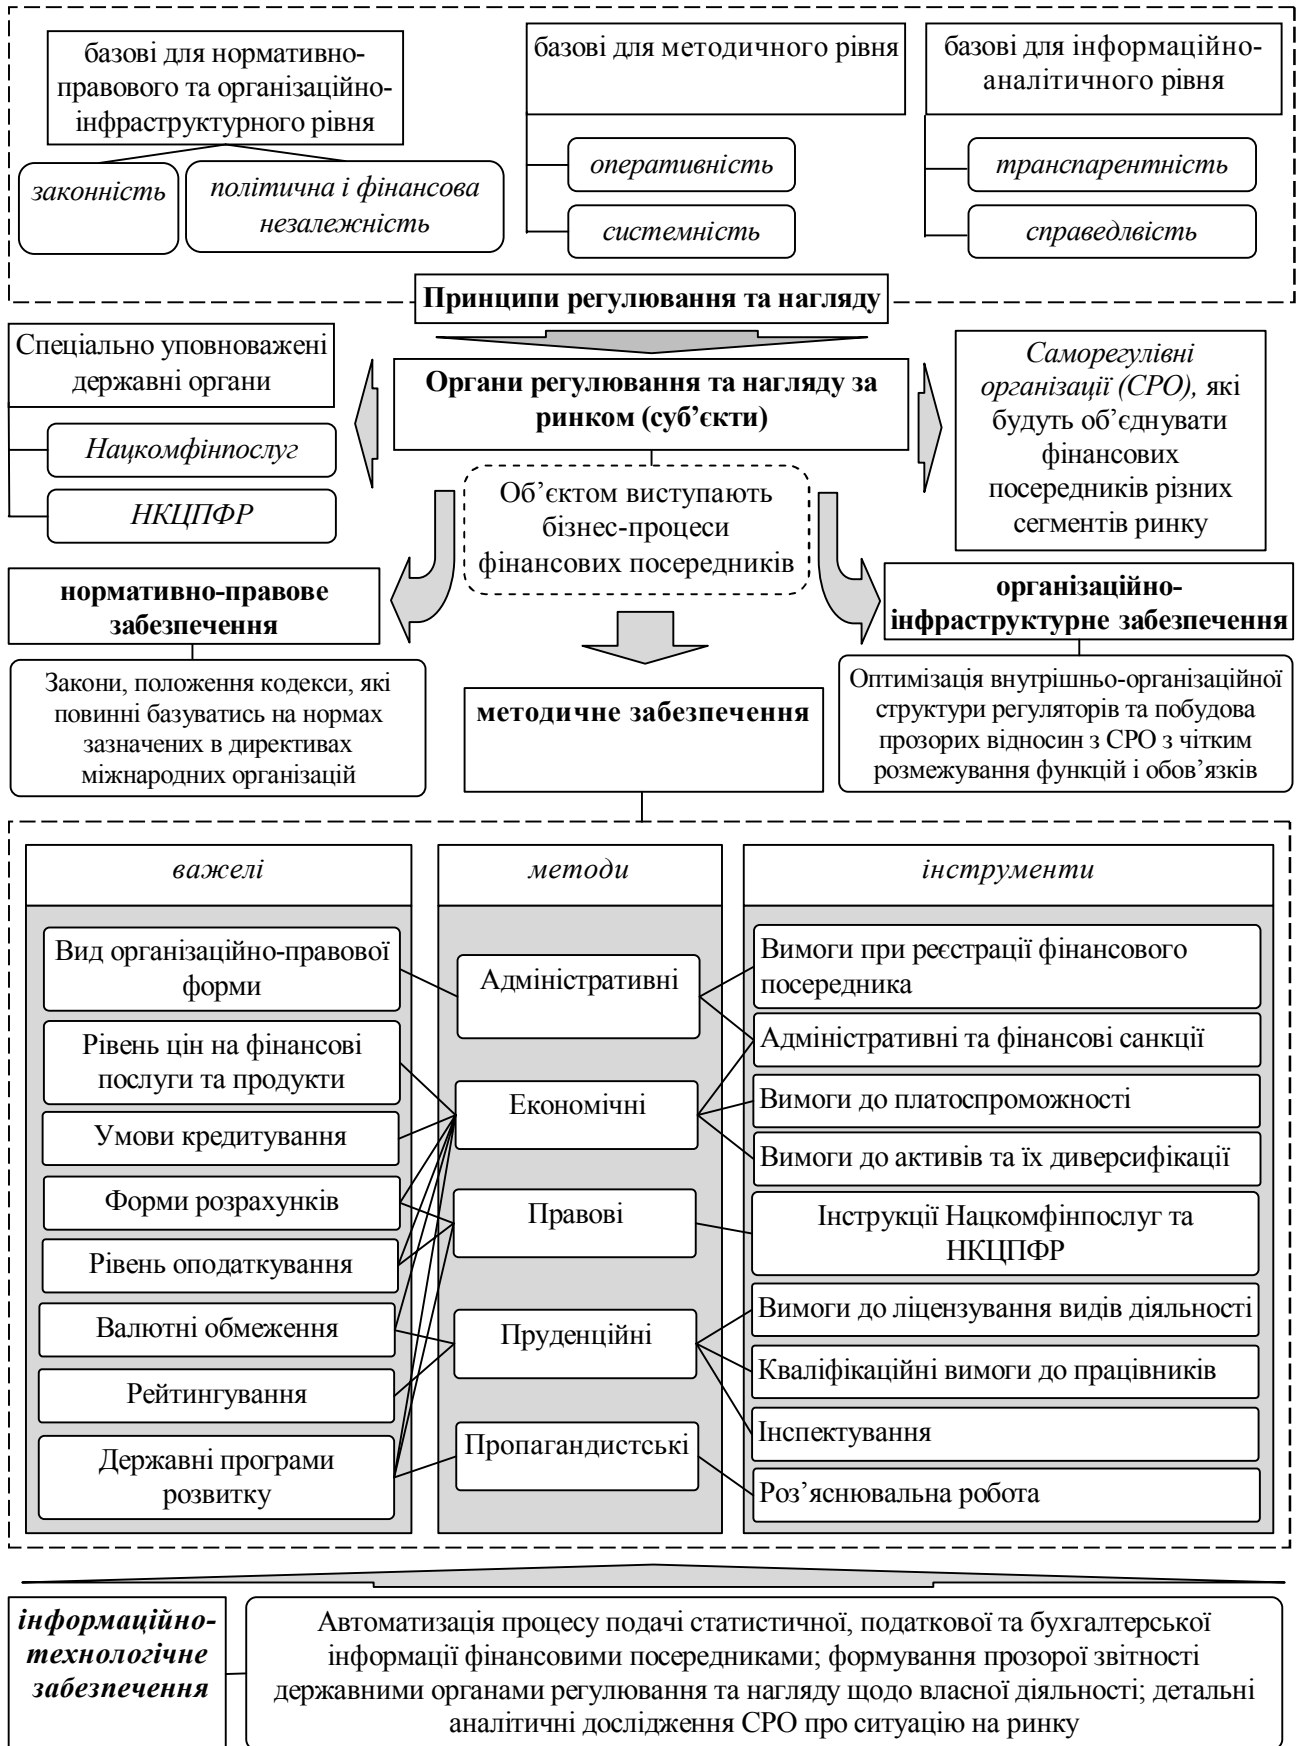 базові для нормативно-
правового та організаційно-
інфраструктурного рівня
базові для методичного рівня
базові для інформаційно-
аналітичного рівня
законність
політична і фінансова
незалежність
оперативність
системність
транспарентність
справедлвість
Принципи регулювання та нагляду
Спеціально уповноважені
державні органи
Нацкомфінпослуг
НКЦПФР
Органи регулювання та нагляду за
ринком (суб’єкти)
Об’єктом виступають
бізнес-процеси
фінансових посередників
Саморегулівні
організації (СРО), які
будуть об’єднувати
фінансових
посередників різних
сегментів ринку
нормативно-правове
забезпечення
Закони, положення кодекси, які
повинні базуватись на нормах
зазначених в директивах
міжнародних організацій
методичне забезпечення
організаційно-
інфраструктурне забезпечення
Оптимізація внутрішньо-організаційної
структури регуляторів та побудова
прозорих відносин з СРО з чітким
розмежування функцій і обов’язків
важелі
Вид організаційно-правової
форми
Рівень цін на фінансові
послуги та продукти
Умови кредитування
Форми розрахунків
Рівень оподаткування
Валютні обмеження
Рейтингування
Державні програми
розвитку
методи
Адміністративні
Економічні
Правові
Пруденційні
Пропагандистські
інструменти
Вимоги при реєстрації фінансового
посередника
Адміністративні та фінансові санкції
Вимоги до платоспроможності
Вимоги до активів та їх диверсифікації
Інструкції Нацкомфінпослуг та
НКЦПФР
Вимоги до ліцензування видів діяльності
Кваліфікаційні вимоги до працівників
Інспектування
Роз’яснювальна робота
інформаційно-
технологічне
забезпечення
Автоматизація процесу подачі статистичної, податкової та бухгалтерської
інформації фінансовими посередниками; формування прозорої звітності
державними органами регулювання та нагляду щодо власної діяльності; детальні
аналітичні дослідження СРО про ситуацію на ринку